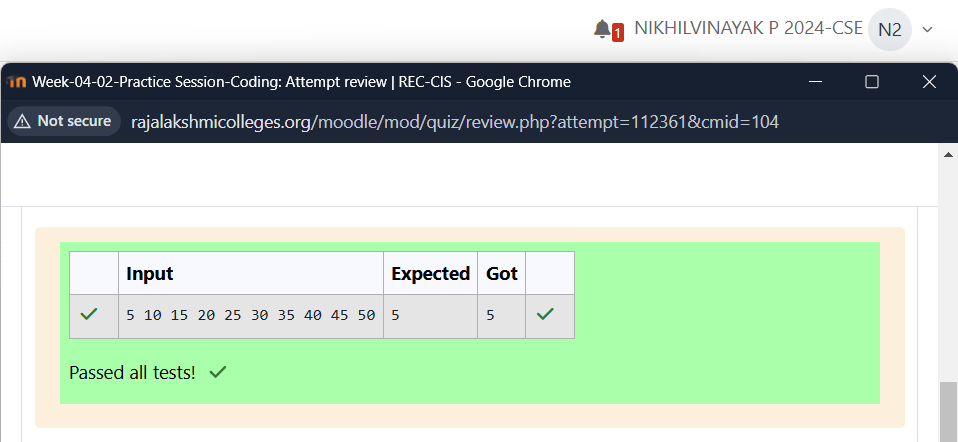 1 NIKHILVINAYAK P 2024-CSE N2
in Week-04-02-Practice Session-Coding: Attempt review | REC-CIS - Google Chrome
Not secure rajalakshmicolleges.org/moodle/mod/quiz/review.php?attempt=112361&cmid=104
Input Expected Got
5 10 15 20 25 30 35 40 45 50 5 5
Passed all tests!